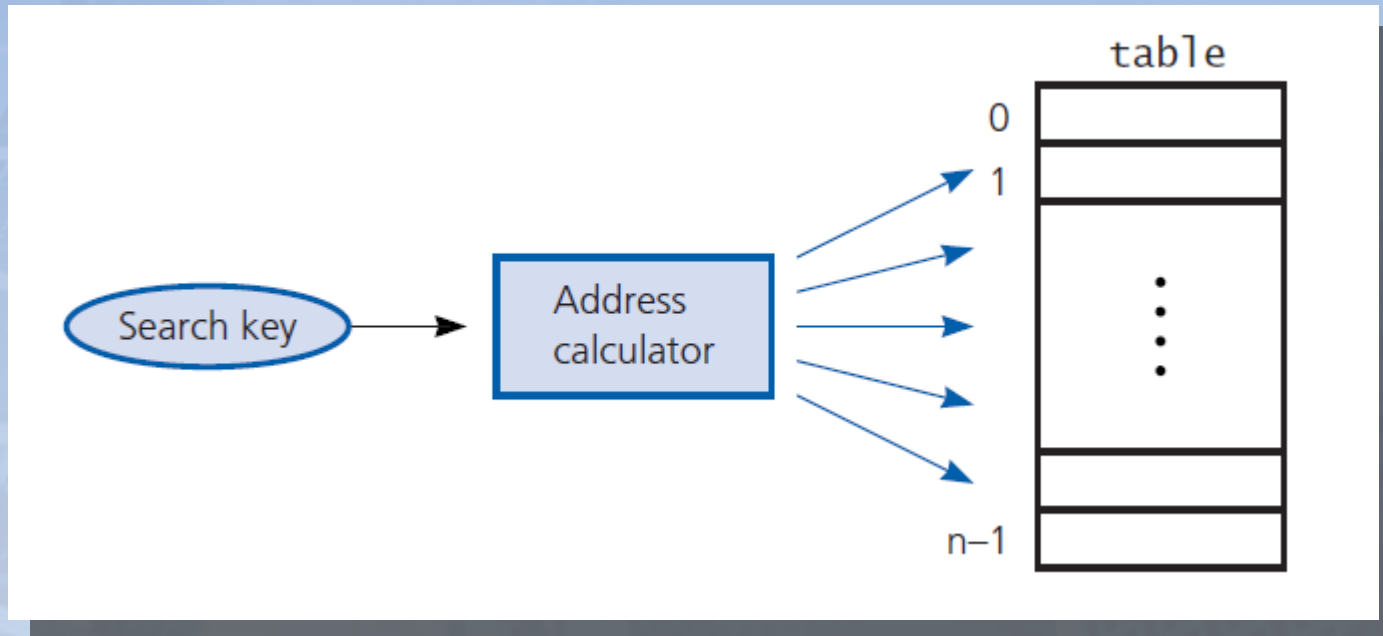 table
0
1
Search key
Address
calculator
n–1